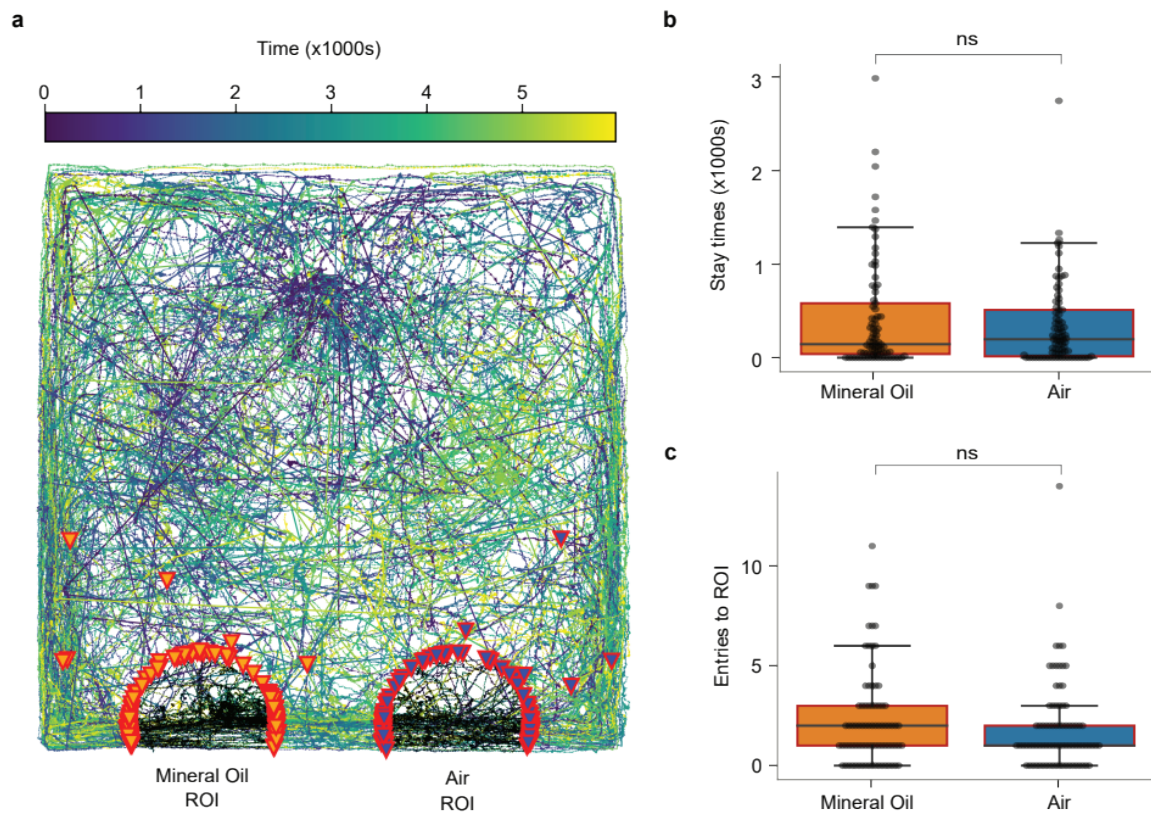 a
Time (x1000s)
0 1 2 3 4 5
Mineral Oil
ROI
Air
ROI
b
ns
Stay times (x1000s)
3
2
1
0
Mineral Oil
Air
c
ns
Entries to ROI
10
5
0
Mineral Oil
Air